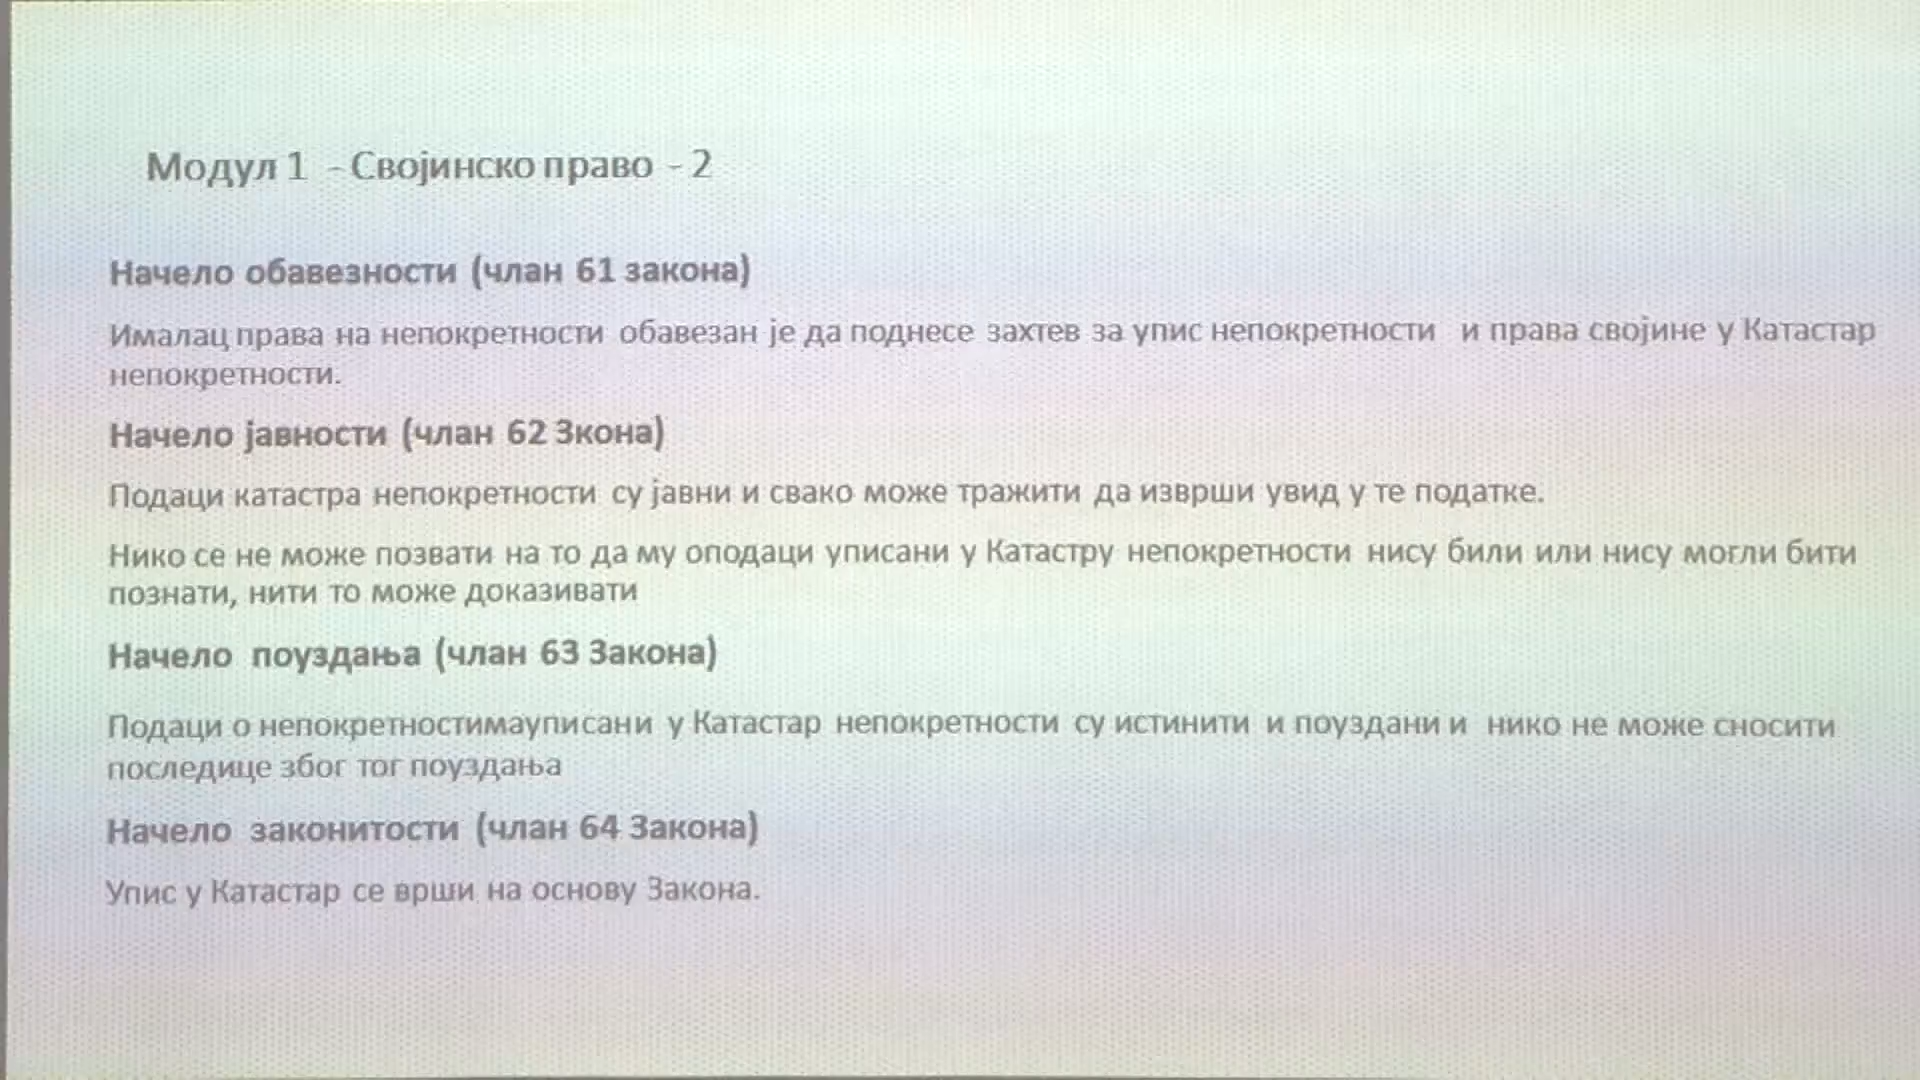 Модул 1 - Својинско право - 2
Начело обавезности (члан 61 закона)
Ималац права на непокретности обавезан је да поднесе захтев за упис непокретности и права својине у Катастар
непокретности.
Начело јавности (члан 62 Зкона)
Подаци катастра непокретности су јавни и свако може тражити да изврши увид у те податке.
Нико се не може позвати на то да му оподаци уписани у Катастру непокретности нису били или нису могли бити
познати, нити то може доказивати
Начело поуздања (члан 63 Закона)
Подаци о непокретностимауписани у Катастар непокретности су истинити и поуздани и нико не може сносити
последице због тог поуздања
Начело законитости (члан 64 Закона)
Упис у Катастар се врши на основу Закона.